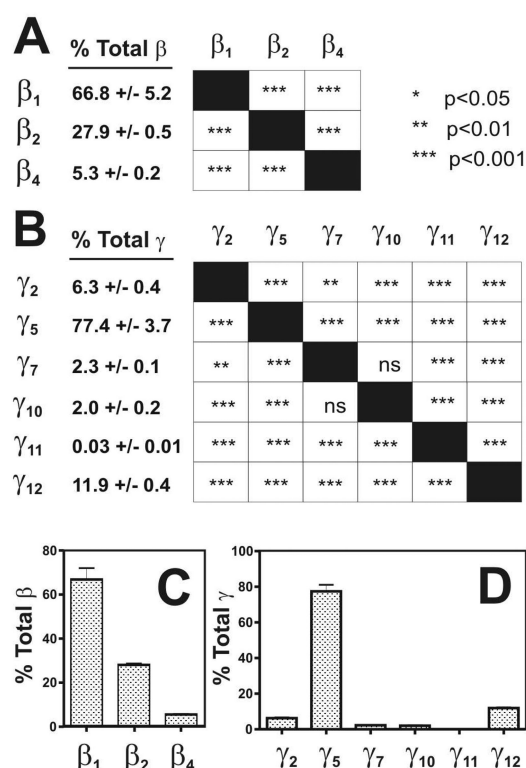 A % Total β β1 β2 β4
β1 66.8 +/- 5.2 *** ***
β2 27.9 +/- 0.5 *** ***
β4 5.3 +/- 0.2 *** ***
* p<0.05
** p<0.01
*** p<0.001
B % Total γ γ2 γ5 γ7 γ10 γ11 γ12
γ2 6.3 +/- 0.4 *** ** *** *** ***
γ5 77.4 +/- 3.7 *** *** *** *** ***
γ7 2.3 +/- 0.1 ** *** ns *** ***
γ10 2.0 +/- 0.2 *** *** ns *** ***
γ11 0.03 +/- 0.01 *** *** *** *** ***
γ12 11.9 +/- 0.4 *** *** *** *** ***
C
% Total β
80
60
40
20
0
β1 β2 β4
D
% Total γ
100
80
60
40
20
0
γ2 γ5 γ7 γ10 γ11 γ12